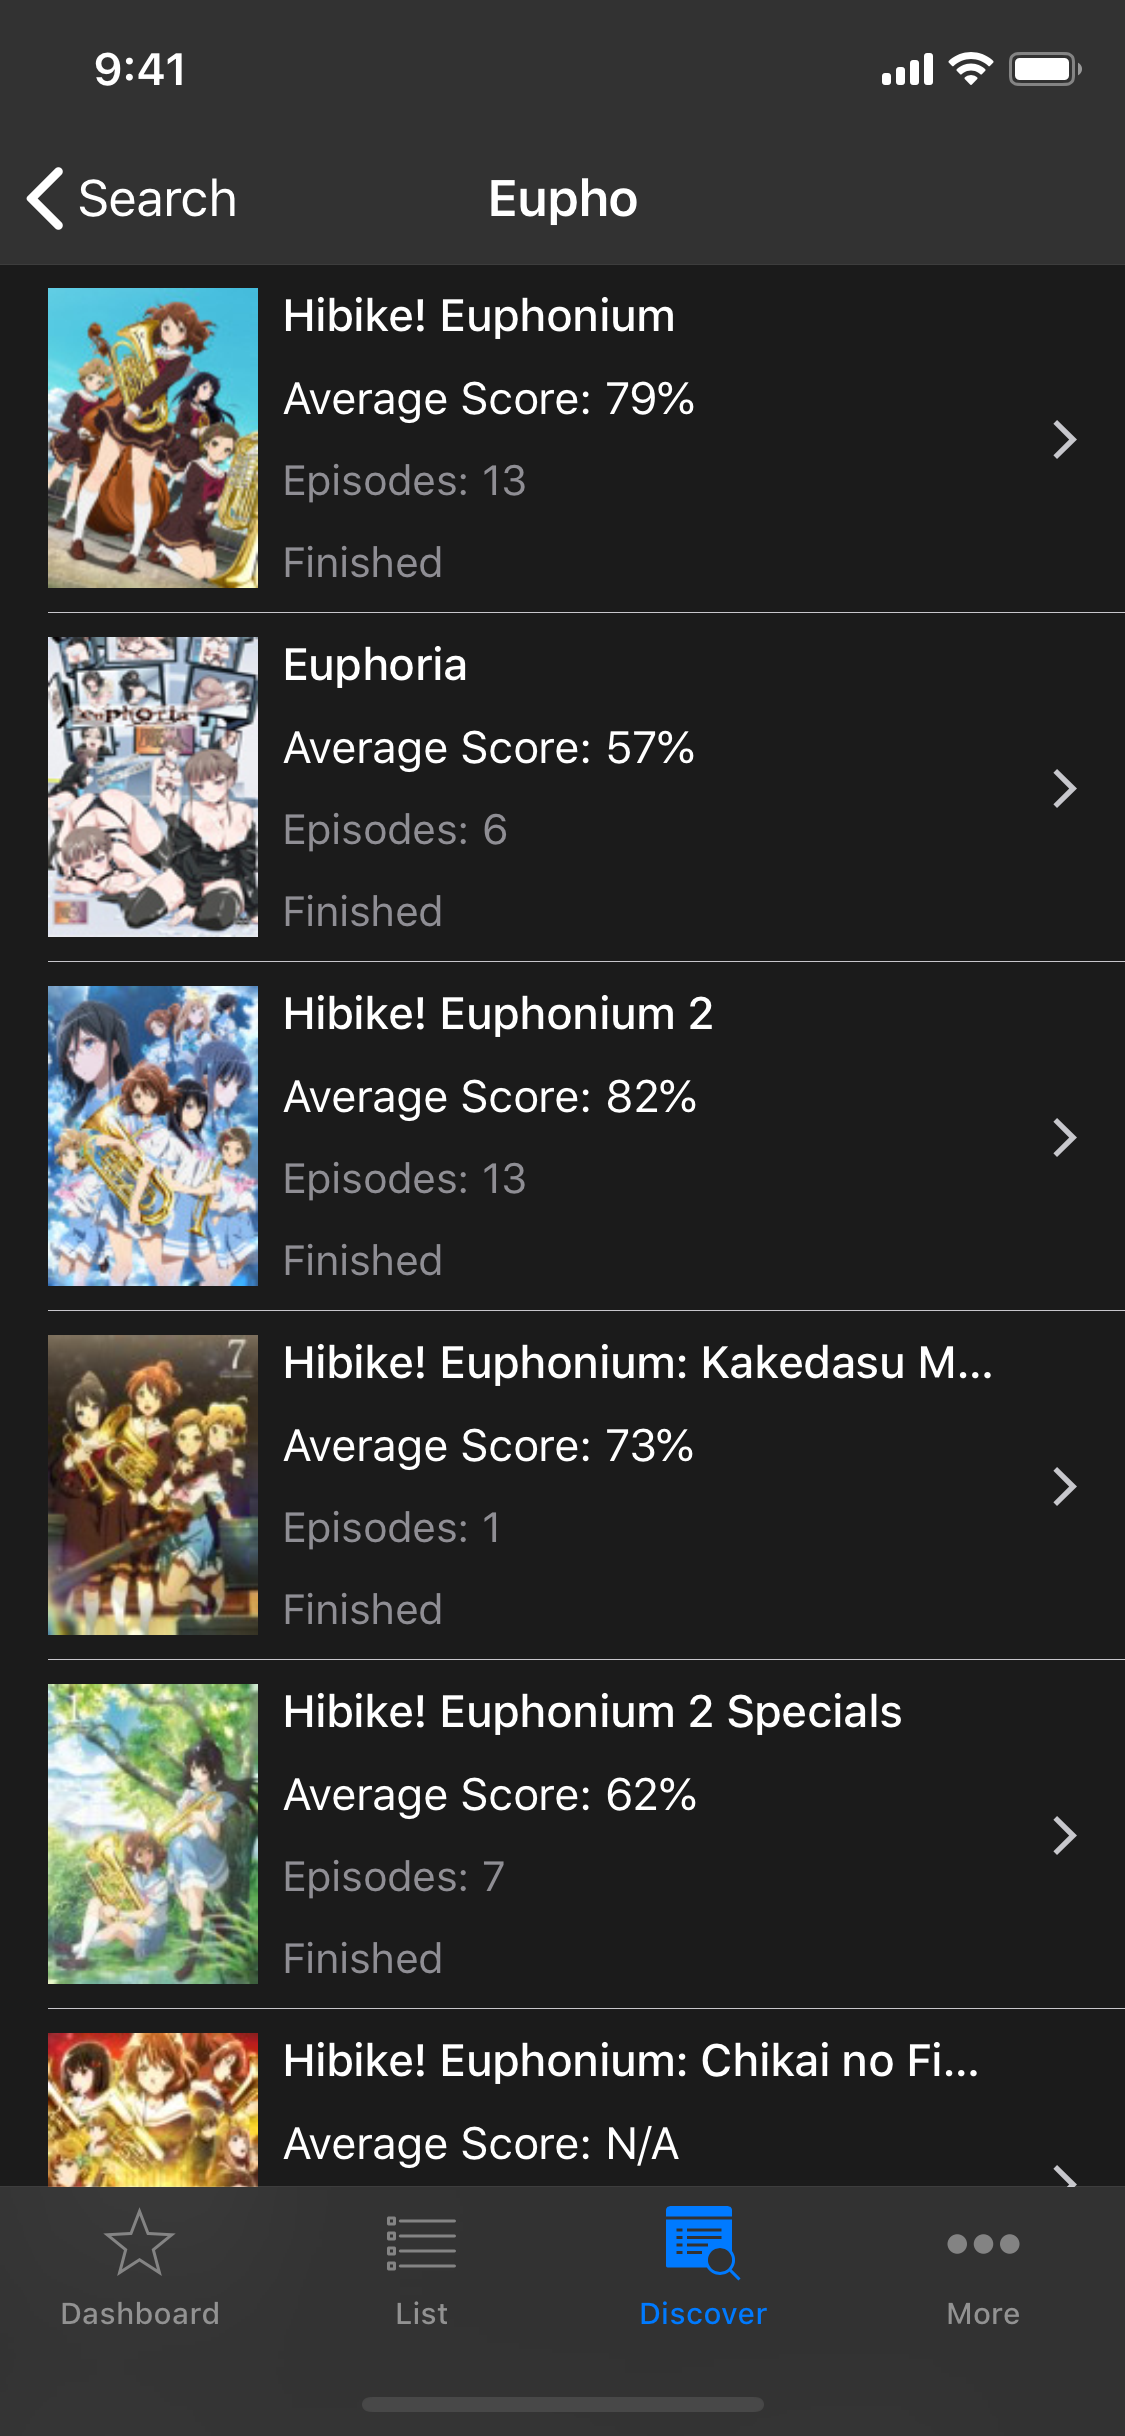 9:41
Search
Eupho
Hibike! Euphonium
Average Score: 79%
Episodes: 13
Finished
euphoria
Euphoria
Average Score: 57%
Episodes: 6
Finished
Hibike! Euphonium 2
Average Score: 82%
Episodes: 13
Finished
7
Hibike! Euphonium: Kakedasu M...
Average Score: 73%
Episodes: 1
Finished
1
Hibike! Euphonium 2 Specials
Average Score: 62%
Episodes: 7
Finished
Hibike! Euphonium: Chikai no Fi...
Average Score: N/A
Dashboard
List
Discover
More